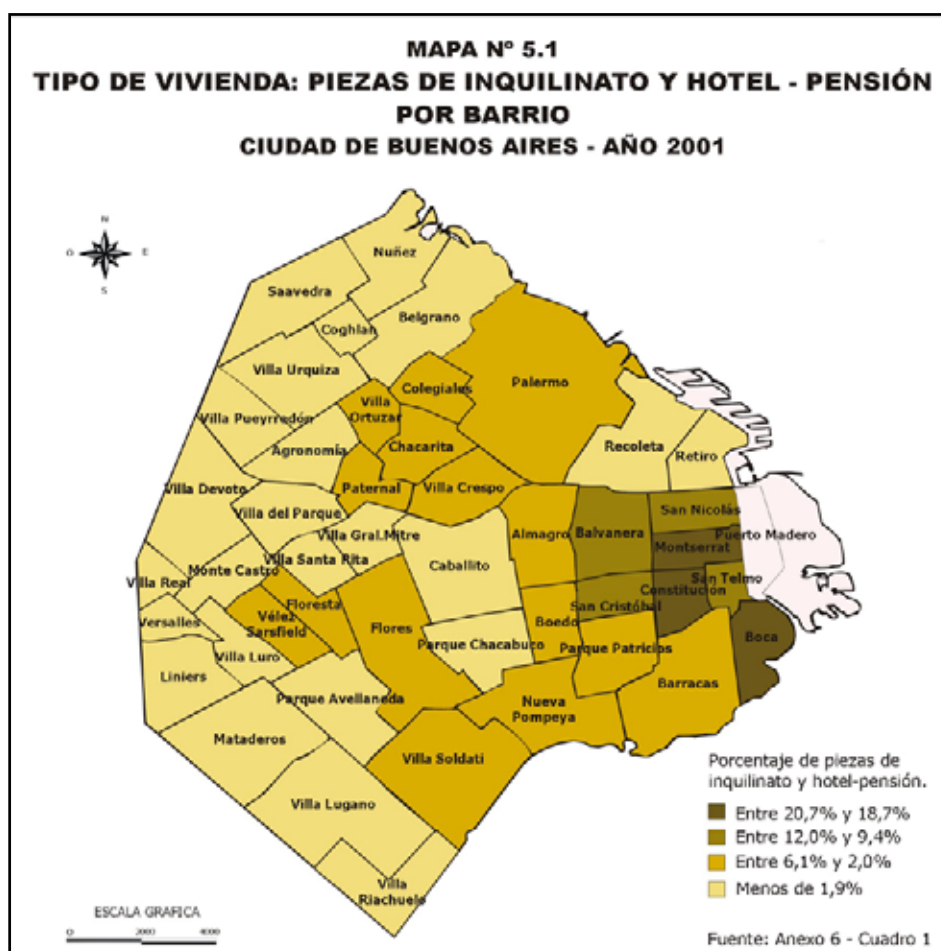 MAPA Nº 5.1
TIPO DE VIVIENDA: PIEZAS DE INQUILINATO Y HOTEL - PENSIÓN
POR BARRIO
CIUDAD DE BUENOS AIRES - AÑO 2001
N
O
E
S
Nuñez
Saavedra
Belgrano
Coghlan
Villa Urquiza
Colegiales
Palermo
Villa
Ortuzar
Villa Pueyrredón
Chacarita
Agronomía
Recoleta
Retiro
Paternal
Villa Crespo
Villa Devoto
Villa del Parque
San Nicolás
Villa Gral.Mitre
Almagro
Balvanera
Puerto Madero
Montserrat
Villa Santa Rita
Caballito
Monte Castro
San Telmo
Villa Real
Constitución
Floresta
San Cristóbal
Vélez
Sarsfield
Versalles
Boedo
Flores
Boca
Parque Chacabuco
Parque Patricios
Villa Luro
Liniers
Barracas
Parque Avellaneda
Nueva
Pompeya
Mataderos
Villa Soldati
Villa Lugano
Villa
Riachuelo
Porcentaje de piezas de
inquilinato y hotel-pensión.
Entre 20,7% y 18,7%
Entre 12,0% y 9,4%
Entre 6,1% y 2,0%
Menos de 1,9%
ESCALA GRAFICA
0 2000 4000
Fuente: Anexo 6 - Cuadro 1